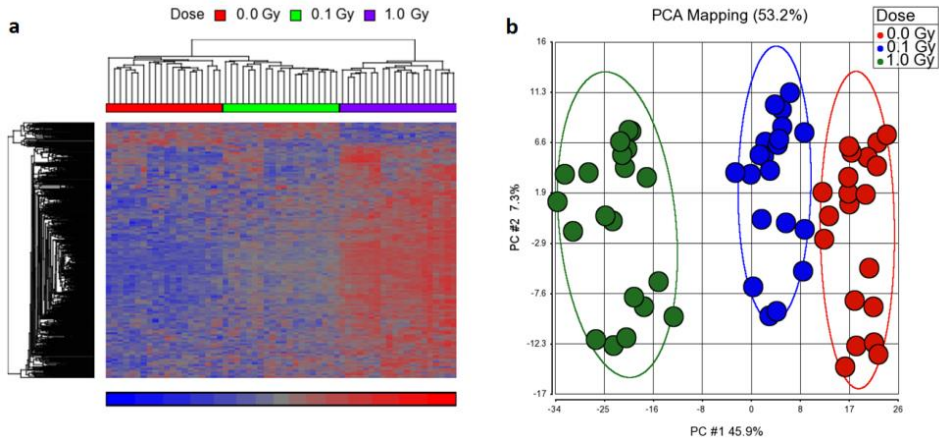 a
Dose 0.0 Gy 0.1 Gy 1.0 Gy
b
PCA Mapping (53.2%)
Dose
0.0 Gy
0.1 Gy
1.0 Gy
16
11.3
6.6
1.9
-2.9
-7.6
-12.3
-17
PC #2 7.3%
-34 -25 -16 -8 0 8 17 26
PC #1 45.9%